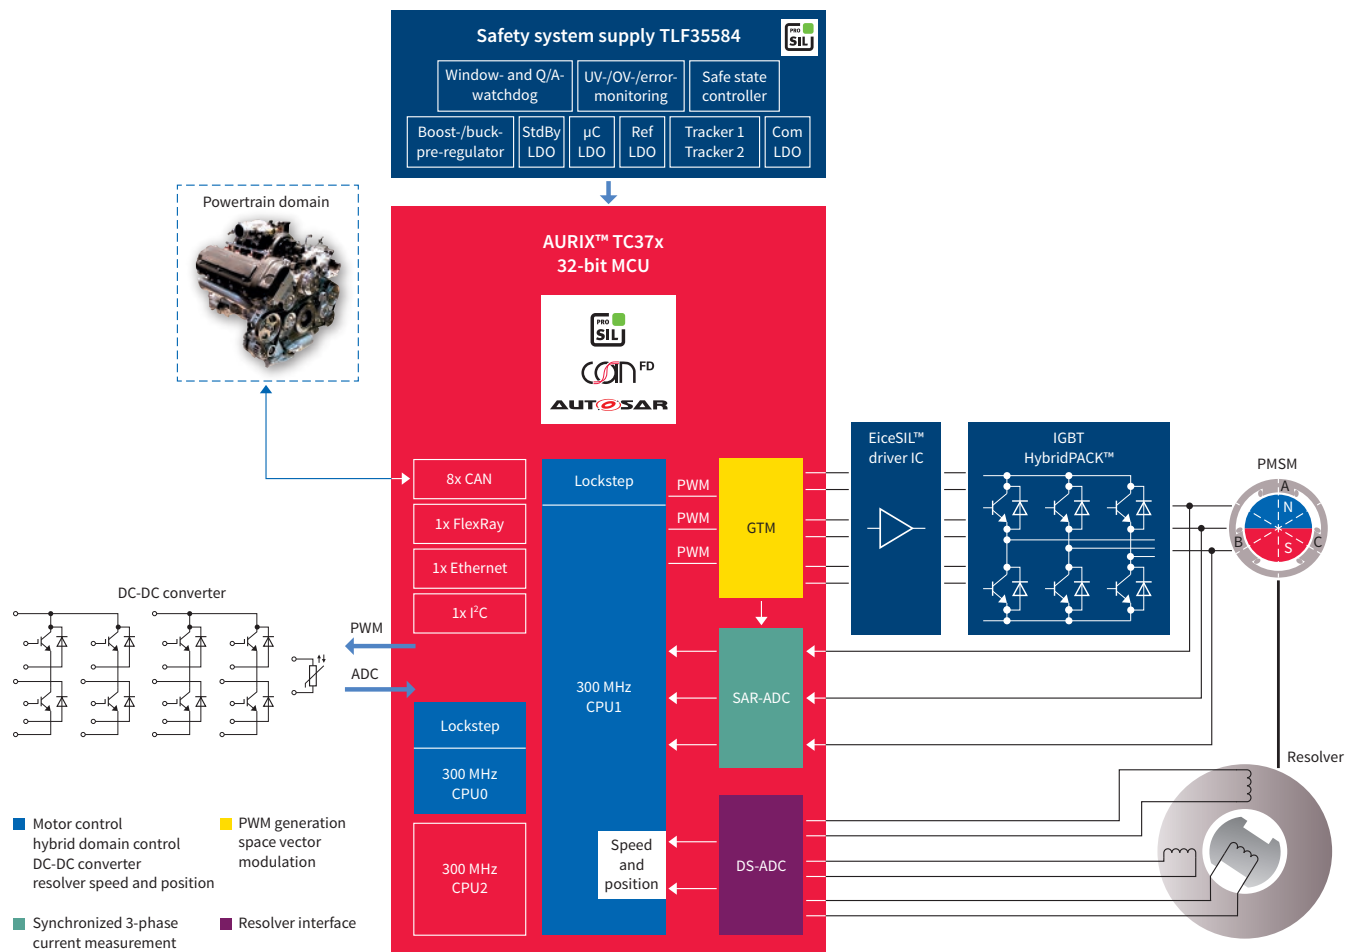 Safety system supply TLF35584
PRO
SIL
Window- and Q/A-
watchdog
UV-/OV-/error-
monitoring
Safe state
controller
Boost-/buck-
pre-regulator
StdBy
LDO
µC
LDO
Ref
LDO
Tracker 1
Tracker 2
Com
LDO
Powertrain domain
AURIX™ TC37x
32-bit MCU
PRO
SIL
CAN FD
AUTOSAR
8x CAN
1x FlexRay
1x Ethernet
1x I²C
Lockstep
300 MHz
CPU1
PWM
PWM
PWM
GTM
EiceSIL™
driver IC
IGBT
HybridPACK™
PMSM
A
N
B
C
S
DC-DC converter
PWM
ADC
SAR-ADC
Lockstep
300 MHz
CPU0
300 MHz
CPU2
Speed
and
position
DS-ADC
Resolver
Motor control
hybrid domain control
DC-DC converter
resolver speed and position
PWM generation
space vector
modulation
Synchronized 3-phase
current measurement
Resolver interface